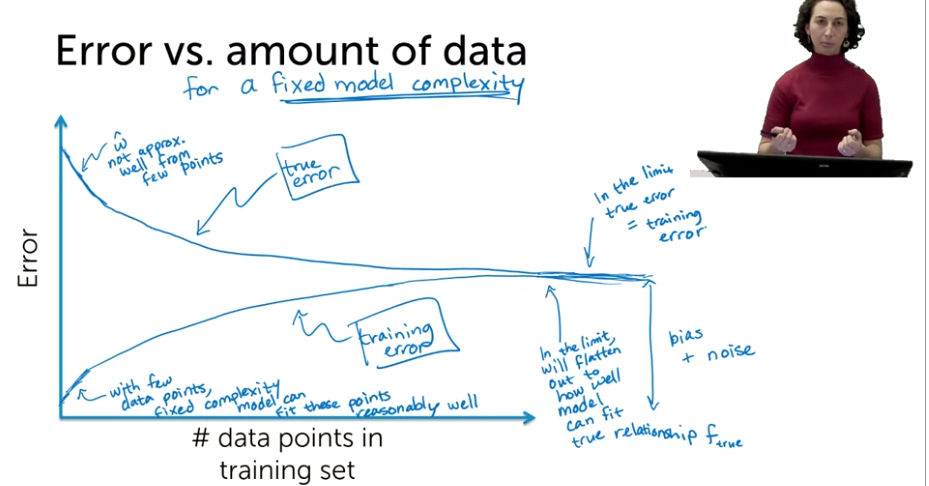 Error vs. amount of data
for a fixed model complexity
ŵ
not approx.
well from
few points
true
error
In the limit
true error
= training
error
Error
training
error
with few
data points,
fixed complexity
model can
fit these points
reasonably well
In the limit,
will flatten
out to
how well
model
can fit
true relationship f_true
bias
+ noise
# data points in
training set